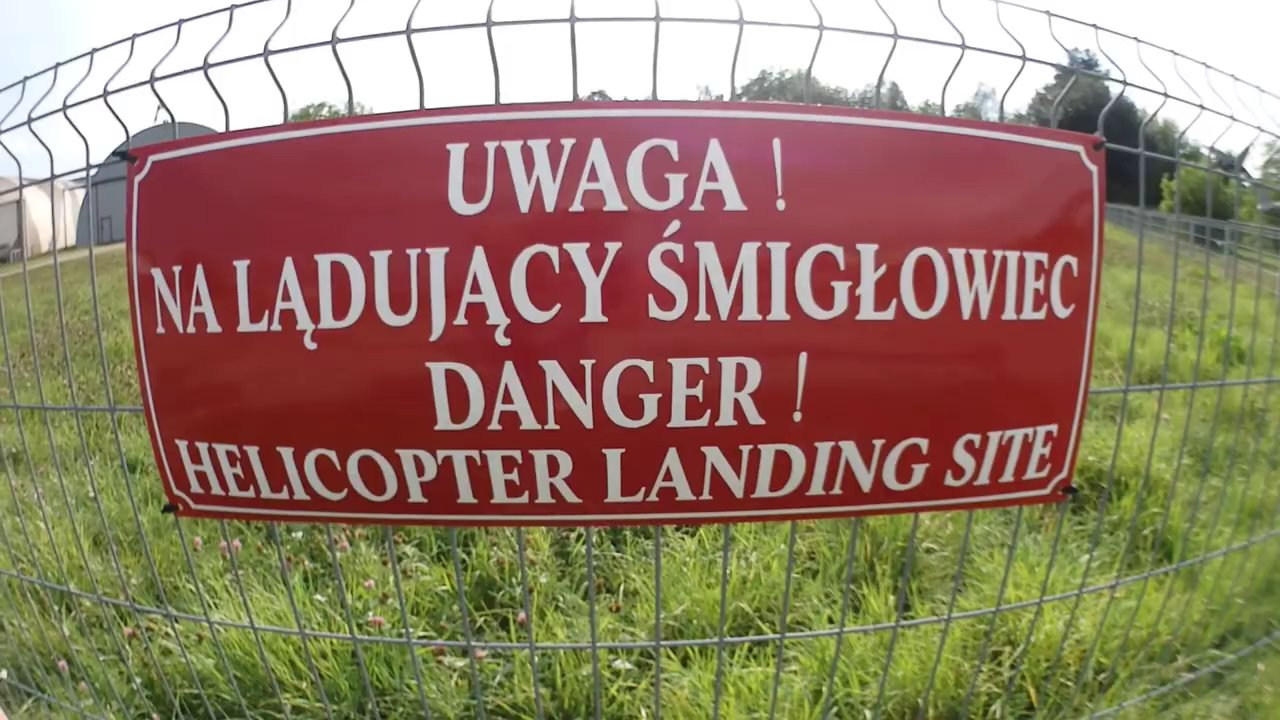 UWAGA !
NA LĄDUJĄCY ŚMIGŁOWIEC
DANGER !
HELICOPTER LANDING SITE